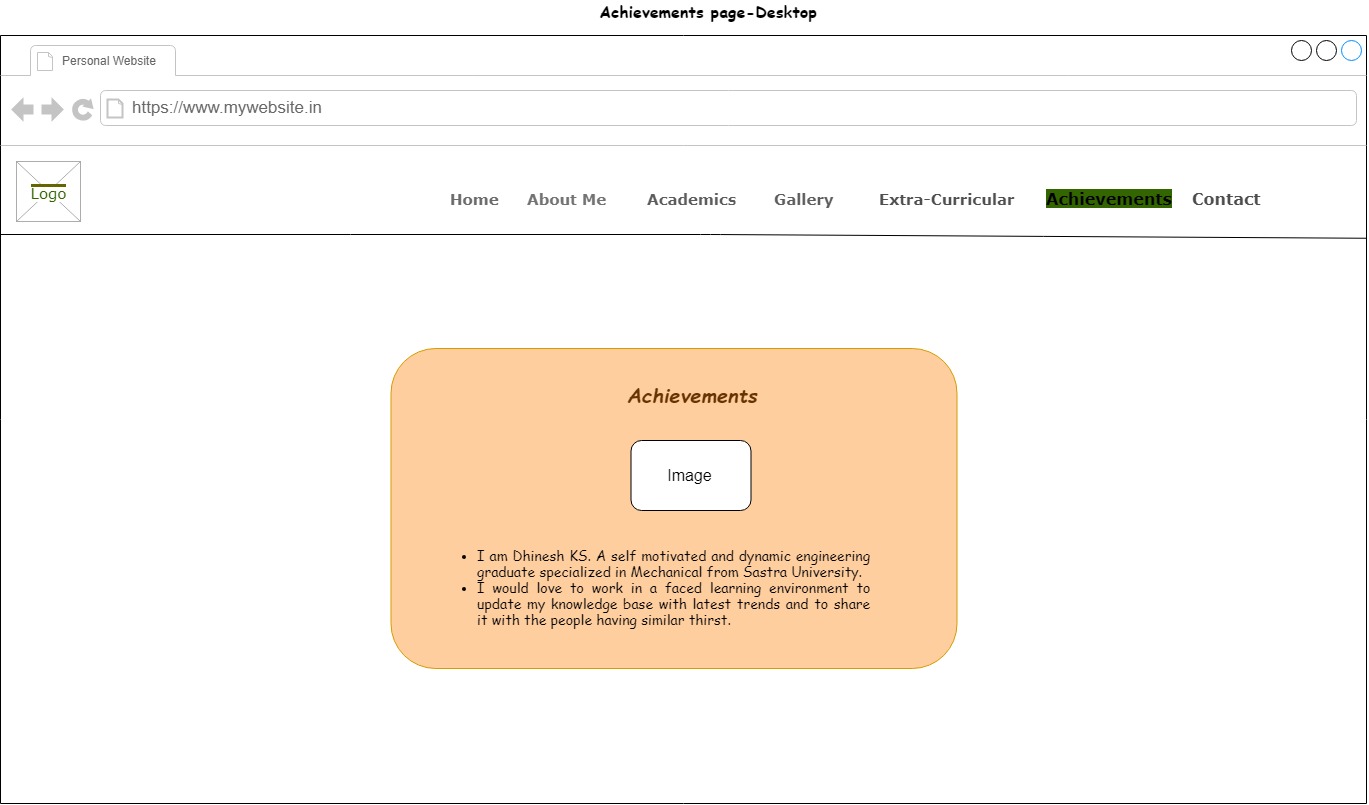 Achievements page-Desktop
Personal Website
https://www.mywebsite.in
Logo
Home About Me Academics Gallery Extra-Curricular Achievements Contact
Achievements
Image
• I am Dhinesh KS. A self motivated and dynamic engineering
graduate specialized in Mechanical from Sastra University.
• I would love to work in a faced learning environment to
update my knowledge base with latest trends and to share
it with the people having similar thirst.